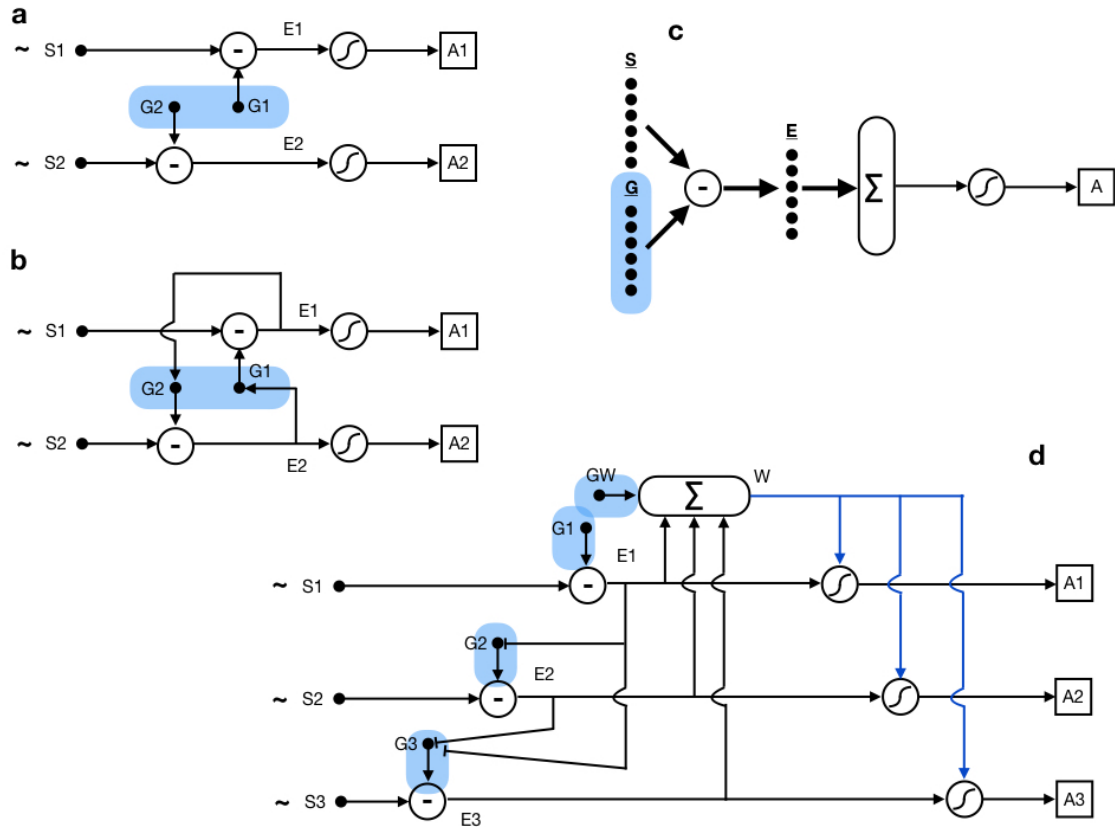 a
~ S1 - E1 A1
G2 G1
~ S2 - E2 A2
b
~ S1 - E1 A1
G2 G1
~ S2 - E2 A2
c
S
G
- E Σ A
d
GW Σ W
G1
~ S1 - E1 A1
G2
~ S2 - E2 A2
G3
~ S3 - E3 A3